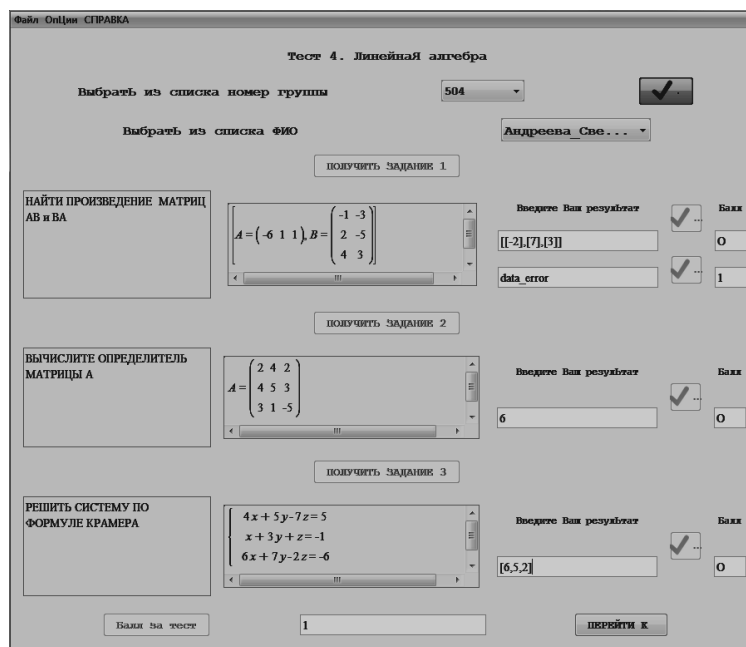 Файл ОпЦии СПРАВКА
Тест 4. ЛинейнаЯ алгебра
ВыбратЬ из списка номер группы 504
ВыбратЬ из списка ФИО Андреева_Све...
ПОЛУЧИТЬ ЗАДАНИЕ 1
НАЙТИ ПРОИЗВЕДЕНИЕ МАТРИЦ
АВ и ВА
[A = (-6 1 1), B = (-1 -3
2 -5
4 3)]
Введите Ваш резулЬтат Балл
[[-2],[7],[3]] 0
data_error 1
ПОЛУЧИТЬ ЗАДАНИЕ 2
ВЫЧИСЛИТЕ ОПРЕДЕЛИТЕЛЬ
МАТРИЦЫ А
A = (2 4 2
4 5 3
3 1 -5)
Введите Ваш резулЬтат Балл
6 0
ПОЛУЧИТЬ ЗАДАНИЕ 3
РЕШИТЬ СИСТЕМУ ПО
ФОРМУЛЕ КРАМЕРА
4x + 5y - 7z = 5
x + 3y + z = -1
6x + 7y - 2z = -6
Введите Ваш резулЬтат Балл
[6,5,2] 0
Балл за тест 1 ПЕРЕЙТИ К